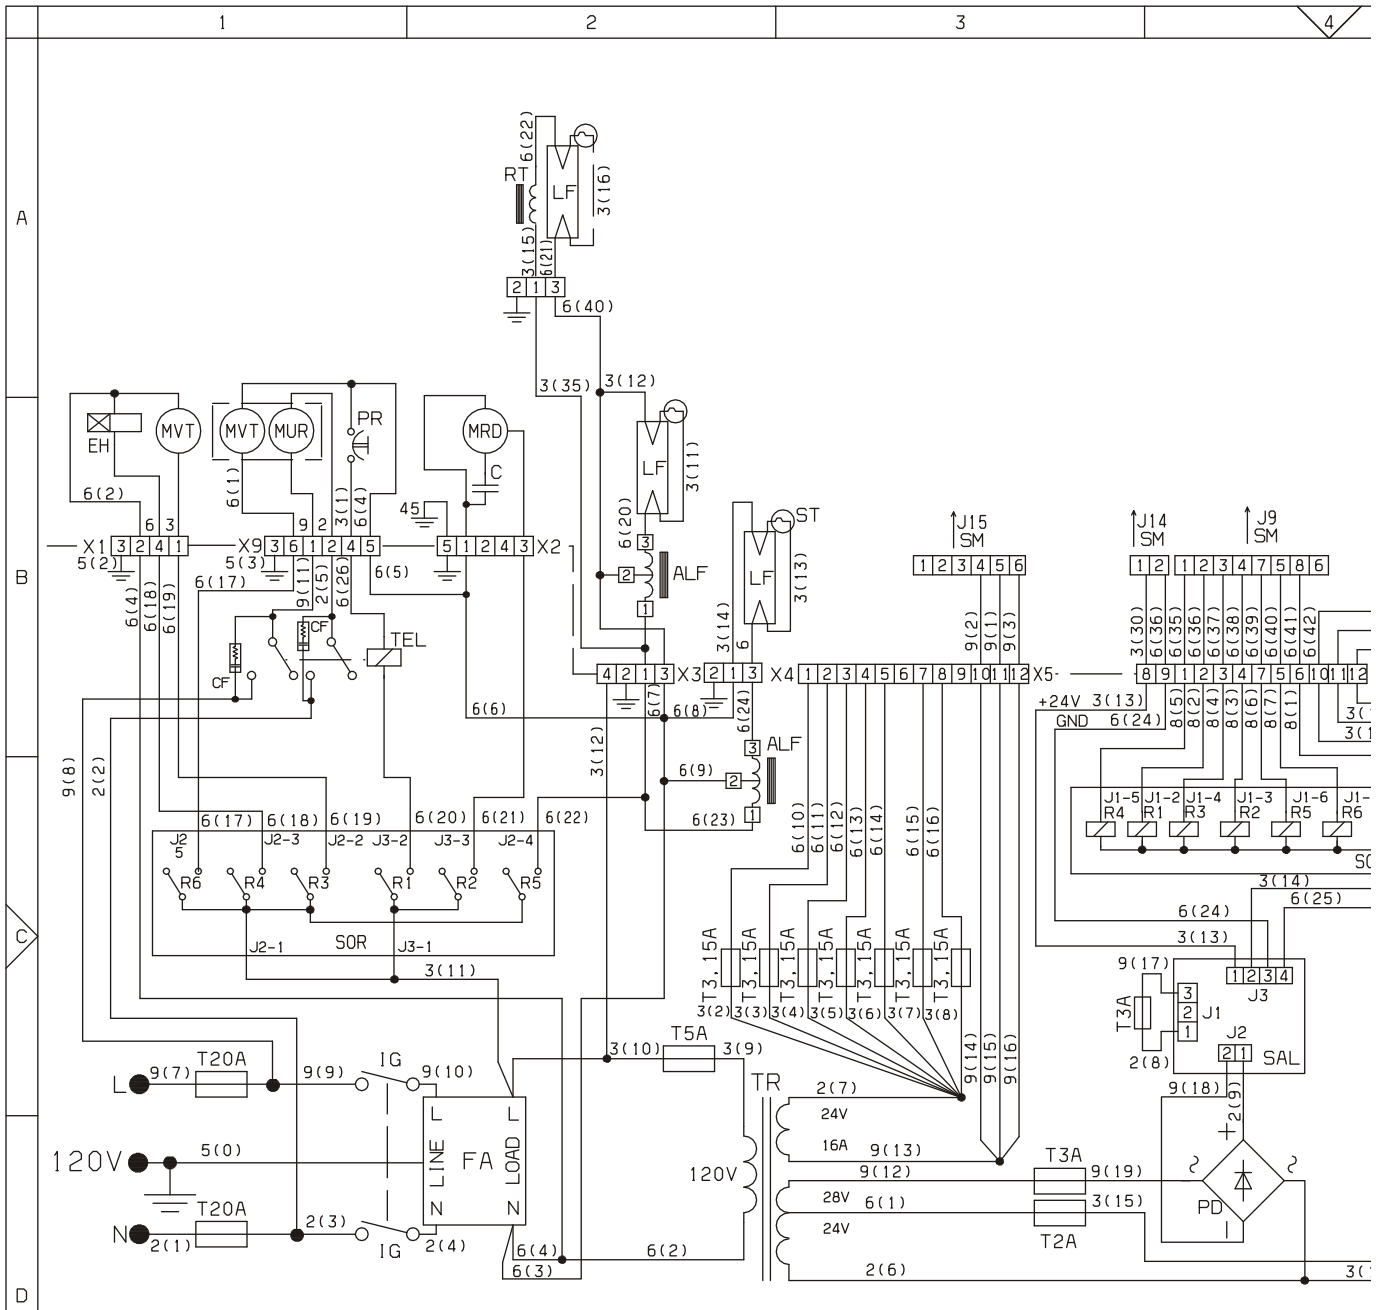 1 2 3 4
A
B
C
D
6(22)
RT
LF
3(16)
3(15)
6(21)
2 1 3
6(40)
3(35)
3(12)
EH
MVT
MVT
MUR
PR
MRD
C
LF
3(11)
6(2)
6(1)
3(1)
6(4)
45
6(20)
ST
J15
SM
J14
SM
J9
SM
6 3
9 2
X1 3 2 4 1
X9 3 6 1 2 4 5
5 1 2 4 3 X2
3
2
1
ALF
LF
3(13)
1 2 3 4 5 6
1 2
1 2 3 4 7 5 8 6
5(2)
5(3)
6(4)
6(18)
6(19)
6(17)
9(11)
2(5)
6(26)
6(5)
CF
CF
TEL
3(14)
6
9(2)
9(1)
9(3)
3(30)
6(36)
6(35)
6(36)
6(37)
6(38)
6(39)
6(40)
6(41)
6(42)
4 2 1 3 X3
2 1 3 X4
1 2 3 4 5 6 7 8 9 10 11 12 X5
8 9 1 2 3 4 7 5 6 10 11 12
6(7)
6(6)
6(8)
6(24)
+24V 3(13)
GND 6(24)
8(5)
8(2)
8(4)
8(3)
8(6)
8(7)
8(1)
3(12)
9(8)
2(2)
3
2
1
ALF
6(9)
6(23)
6(10)
6(11)
6(12)
6(13)
6(14)
6(15)
6(16)
J1-5
R4
J1-2
R1
J1-4
R3
J1-3
R2
J1-6
R5
J1-
R6
6(17) 6(18) 6(19) 6(20) 6(21) 6(22)
J2
5
J2-3 J2-2 J3-2 J3-3 J2-4
R6 R4 R3 R1 R2 R5
J2-1
SOR
J3-1
3(11)
3(14)
6(25)
6(24)
3(13)
T3,15A T3,15A T3,15A T3,15A T3,15A T3,15A T3,15A
3(2) 3(3) 3(4) 3(5) 3(6) 3(7) 3(8)
9(17)
T3A
3
2
1
J1
1 2 3 4
J3
J2
2 1
SAL
2(8)
9(18)
2(9)
9(14)
9(15)
9(16)
L
9(7)
T20A
9(9)
IG
9(10)
3(10)
T5A
3(9)
TR
2(7)
24V
16A
9(13)
9(12)
28V
6(1)
24V
2(6)
120V
L L
LINE
FA
LOAD
N N
120V
5(0)
N
2(1)
T20A
2(3)
IG
2(4)
6(4)
6(3)
6(2)
T3A
9(19)
3(15)
T2A
PD
+